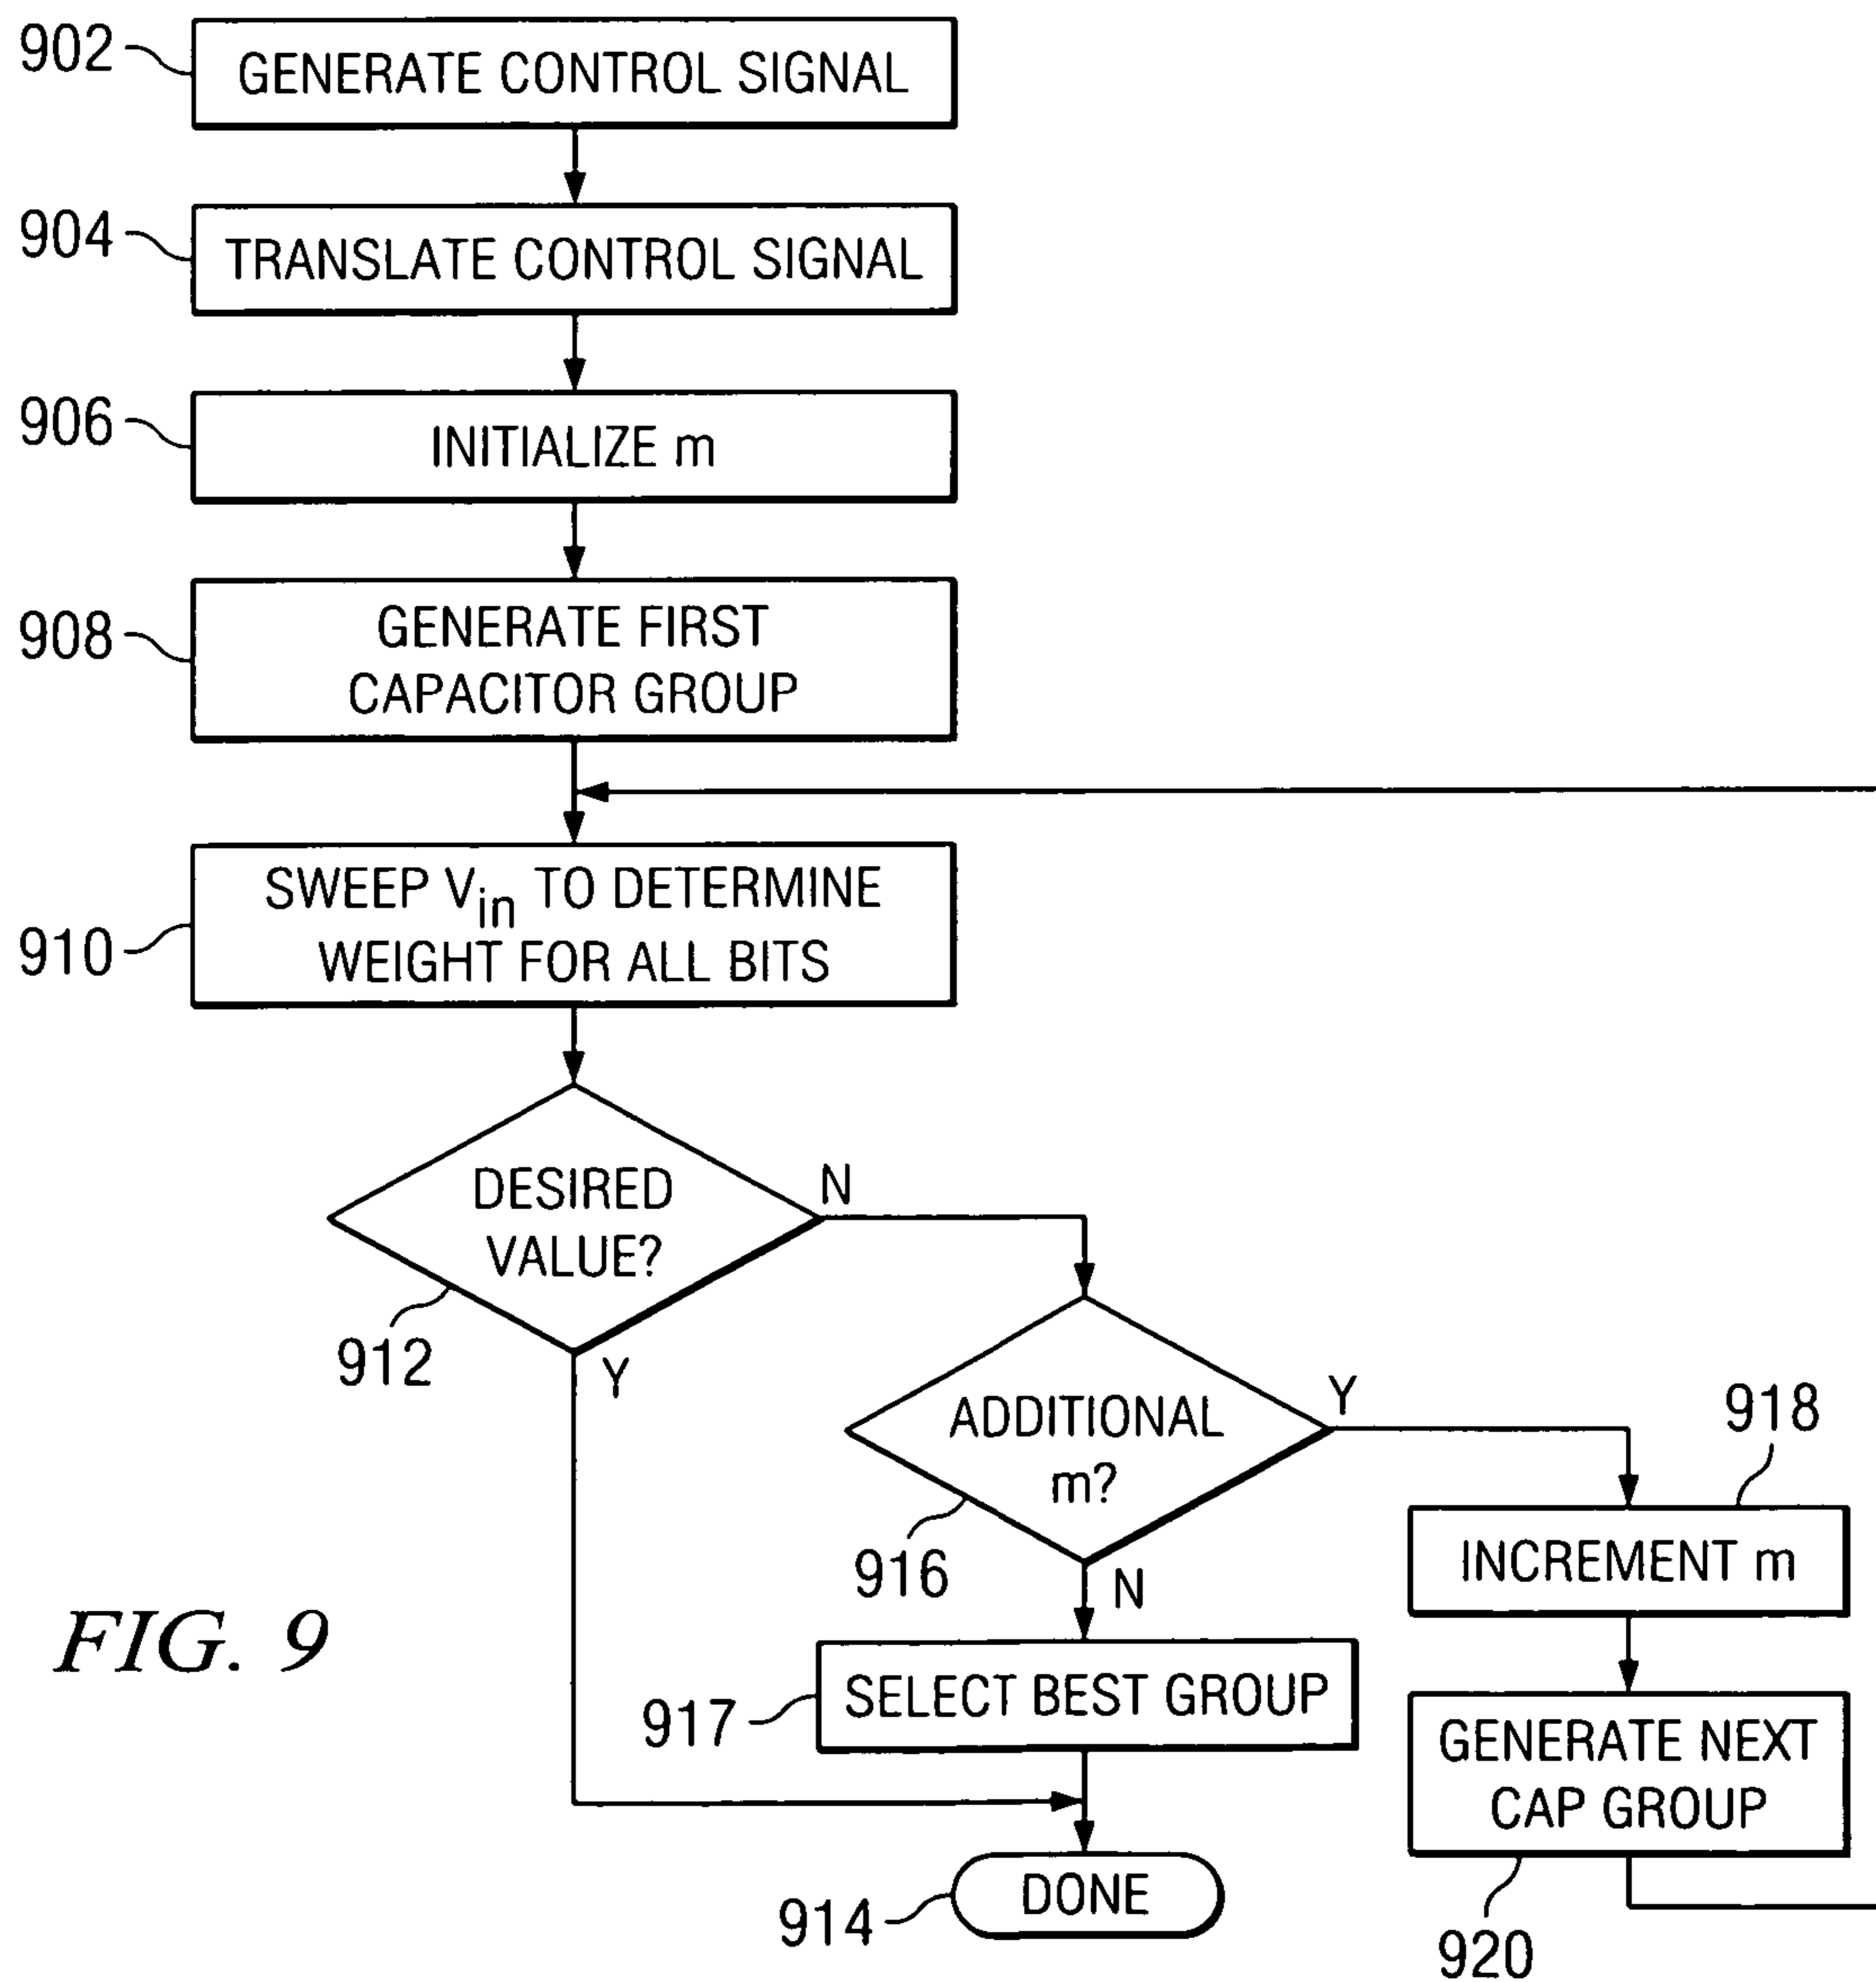 902
GENERATE CONTROL SIGNAL
904
TRANSLATE CONTROL SIGNAL
906
INITIALIZE m
908
GENERATE FIRST
CAPACITOR GROUP
910
SWEEP Vin TO DETERMINE
WEIGHT FOR ALL BITS
DESIRED
VALUE?
N
912
Y
ADDITIONAL
m?
Y
916
N
918
INCREMENT m
917
SELECT BEST GROUP
GENERATE NEXT
CAP GROUP
920
914
DONE
FIG. 9